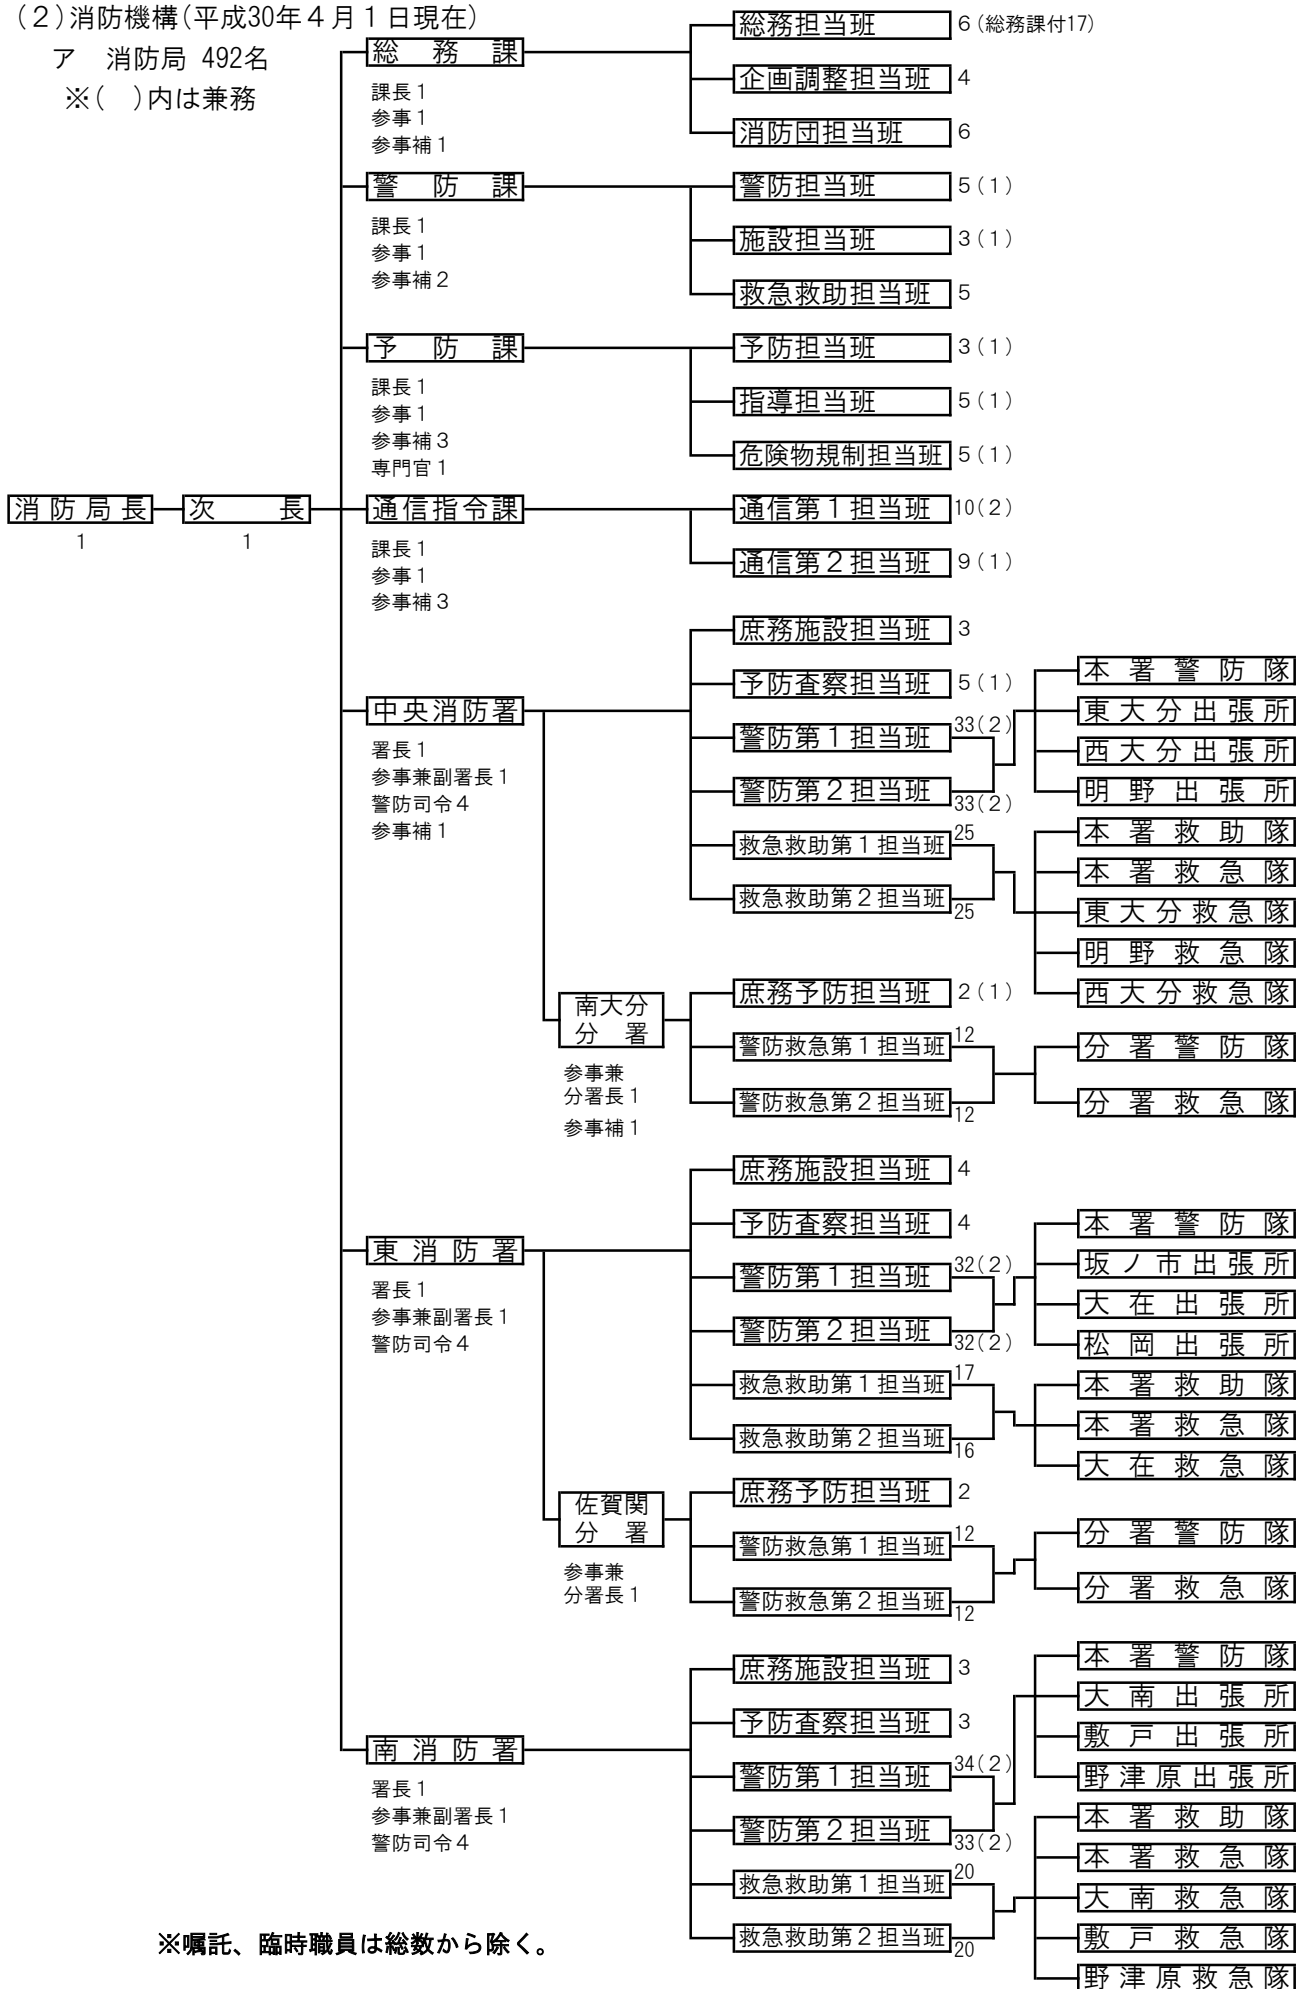 （２）消防機構（平成30年４月１日現在）
ア　消防局 492名
※（　）内は兼務
消防局長
1
次　長
1
総　務　課
課長１
参事１
参事補１
総務担当班 6（総務課付17）
企画調整担当班 4
消防団担当班 6
警　防　課
課長１
参事１
参事補２
警防担当班 5（１）
施設担当班 3（１）
救急救助担当班 5
予　防　課
課長１
参事１
参事補３
専門官１
予防担当班 3（１）
指導担当班 5（１）
危険物規制担当班 5（１）
通信指令課
課長１
参事１
参事補３
通信第１担当班 10（２）
通信第２担当班 9（１）
中央消防署
署長１
参事兼副署長１
警防司令４
参事補１
庶務施設担当班 3
予防査察担当班 5（１）
警防第１担当班 33（２）
警防第２担当班 33（２）
救急救助第１担当班 25
救急救助第２担当班 25
本署警防隊
東大分出張所
西大分出張所
明野出張所
本署救助隊
本署救急隊
東大分救急隊
明野救急隊
西大分救急隊
南大分
分　署
参事兼
分署長１
参事補１
庶務予防担当班 2（１）
警防救急第１担当班 12
警防救急第２担当班 12
分署警防隊
分署救急隊
東消防署
署長１
参事兼副署長１
警防司令４
庶務施設担当班 4
予防査察担当班 4
警防第１担当班 32（２）
警防第２担当班 32（２）
救急救助第１担当班 17
救急救助第２担当班 16
本署警防隊
坂ノ市出張所
大在出張所
松岡出張所
本署救助隊
本署救急隊
大在救急隊
佐賀関
分　署
参事兼
分署長１
庶務予防担当班 2
警防救急第１担当班 12
警防救急第２担当班 12
分署警防隊
分署救急隊
南消防署
署長１
参事兼副署長１
警防司令４
庶務施設担当班 3
予防査察担当班 3
警防第１担当班 34（２）
警防第２担当班 33（２）
救急救助第１担当班 20
救急救助第２担当班 20
本署警防隊
大南出張所
敷戸出張所
野津原出張所
本署救助隊
本署救急隊
大南救急隊
敷戸救急隊
野津原救急隊
※嘱託、臨時職員は総数から除く。